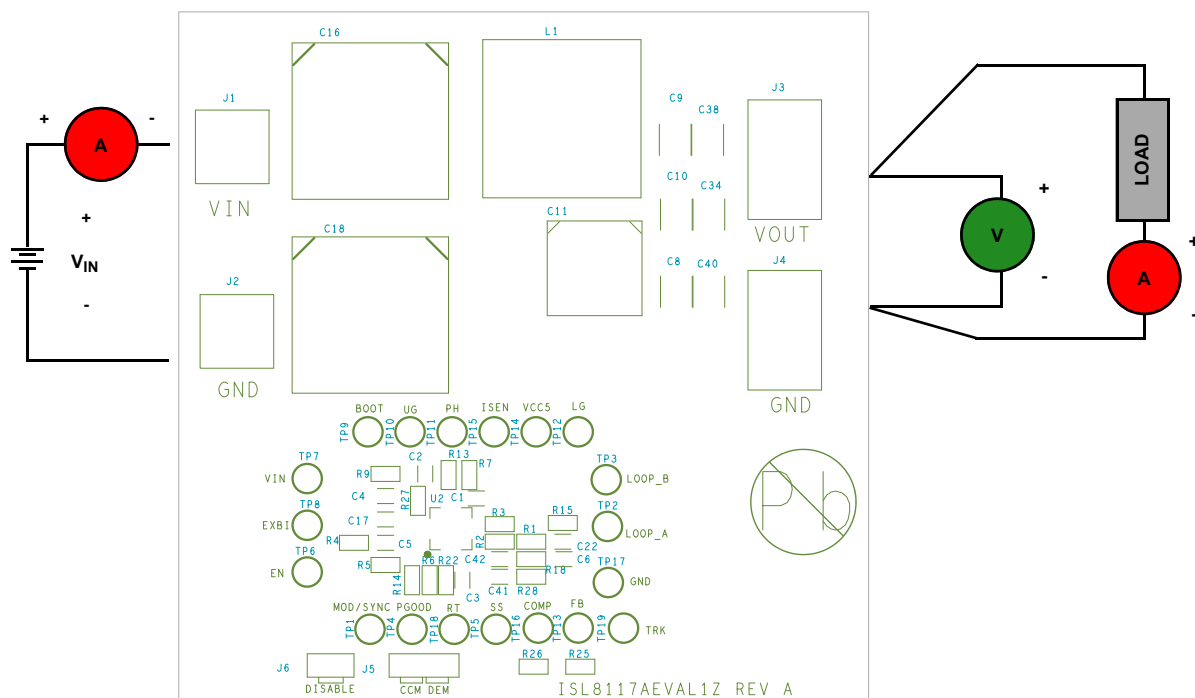 C16
L1
J1
C9
C38
J3
+
A
-
VIN
C10
C34
VOUT
LOAD
+
V
-
+
VIN
-
C18
C11
J2
C8
C40
J4
+
A
-
GND
GND
BOOT
UG
PH
ISEN
VCC5
LG
TP9
TP10
TP11
TP15
TP14
TP12
TP7
VIN
R9
C2
R13
R7
TP3
LOOP_B
C4
R27
U2
C1
TP8
EXBI
C17
R3
R15
TP2
LOOP_A
R4
C5
R2
R1
C22
TP6
EN
R5
R14
R6
R22
C42
C6
R18
TP17
GND
C3
C41
R28
Pb
MOD/SYNC
PGOOD
RT
SS
COMP
FB
TP1
TP4
TP18
TP5
TP16
TP13
TP19
TRK
J6
J5
R26
R25
DISABLE
CCM
DEM
ISL8117AEVAL1Z REV A